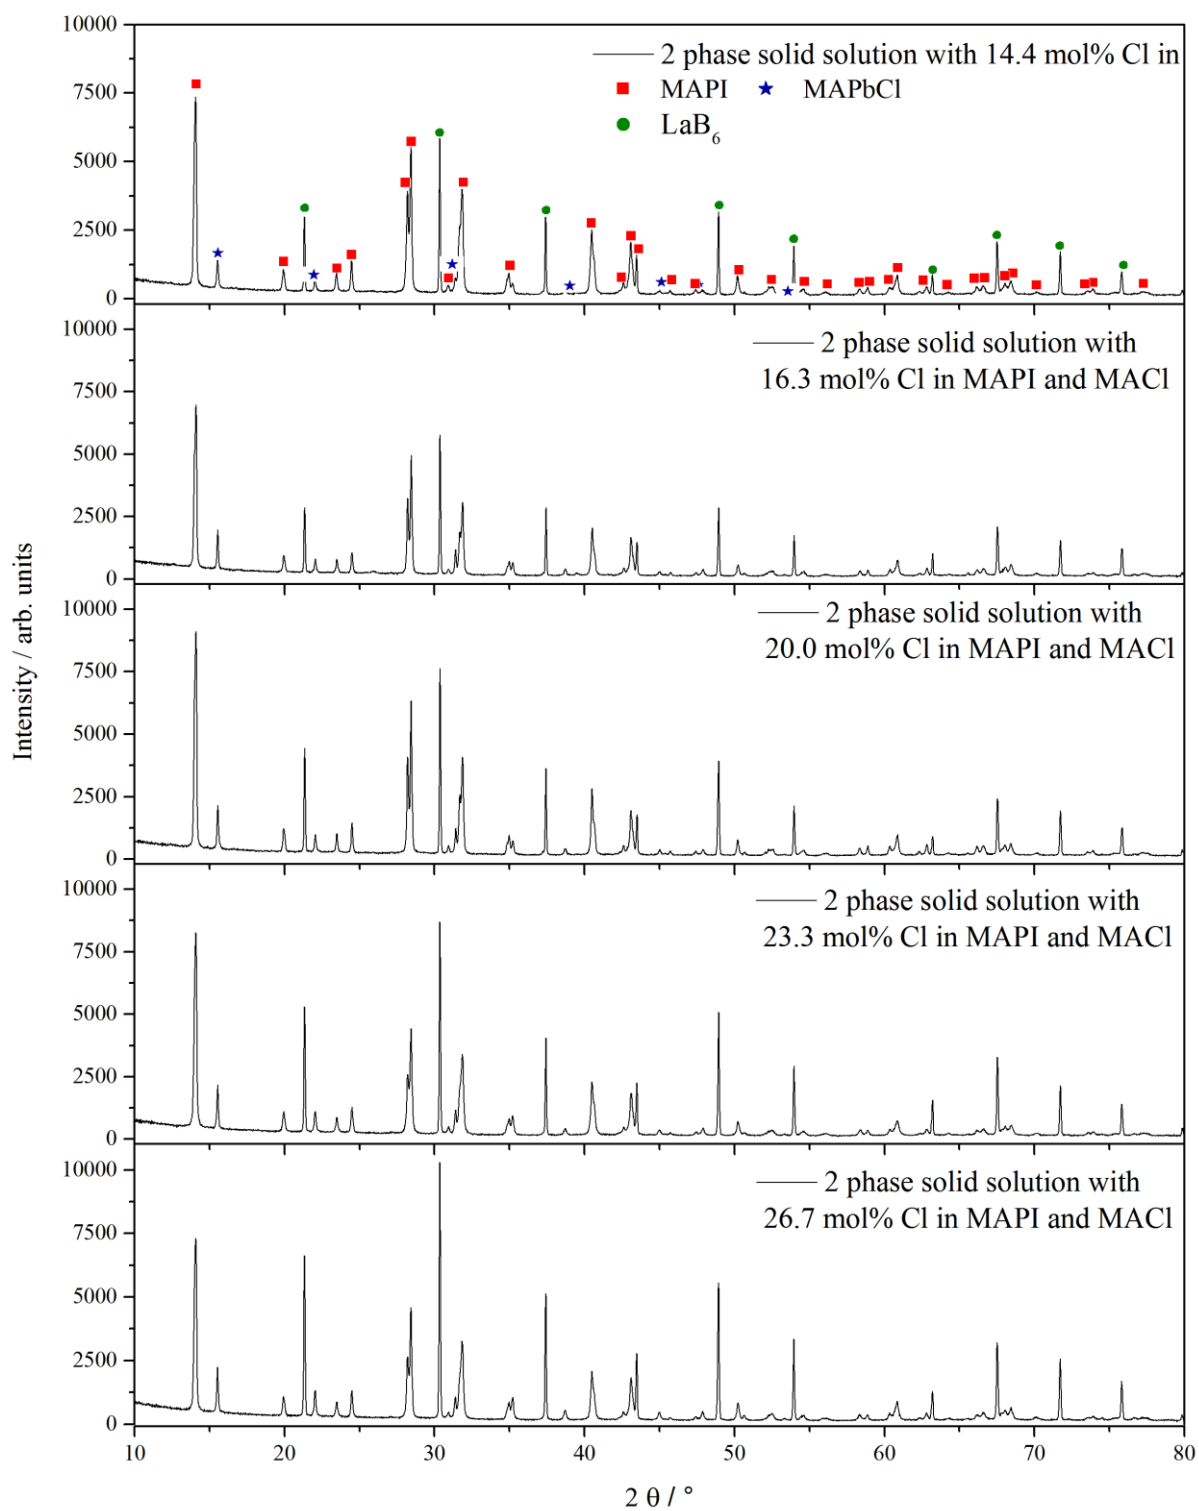 10000
2 phase solid solution with 14.4 mol% Cl in
MAPI MAPbCl
LaB6
7500
5000
2500
0
10000
2 phase solid solution with
16.3 mol% Cl in MAPI and MACl
7500
5000
2500
0
10000
2 phase solid solution with
20.0 mol% Cl in MAPI and MACl
7500
5000
2500
0
Intensity / arb. units
10000
2 phase solid solution with
23.3 mol% Cl in MAPI and MACl
7500
5000
2500
0
10000
2 phase solid solution with
26.7 mol% Cl in MAPI and MACl
7500
5000
2500
0
10 20 30 40 50 60 70 80
2 θ / °